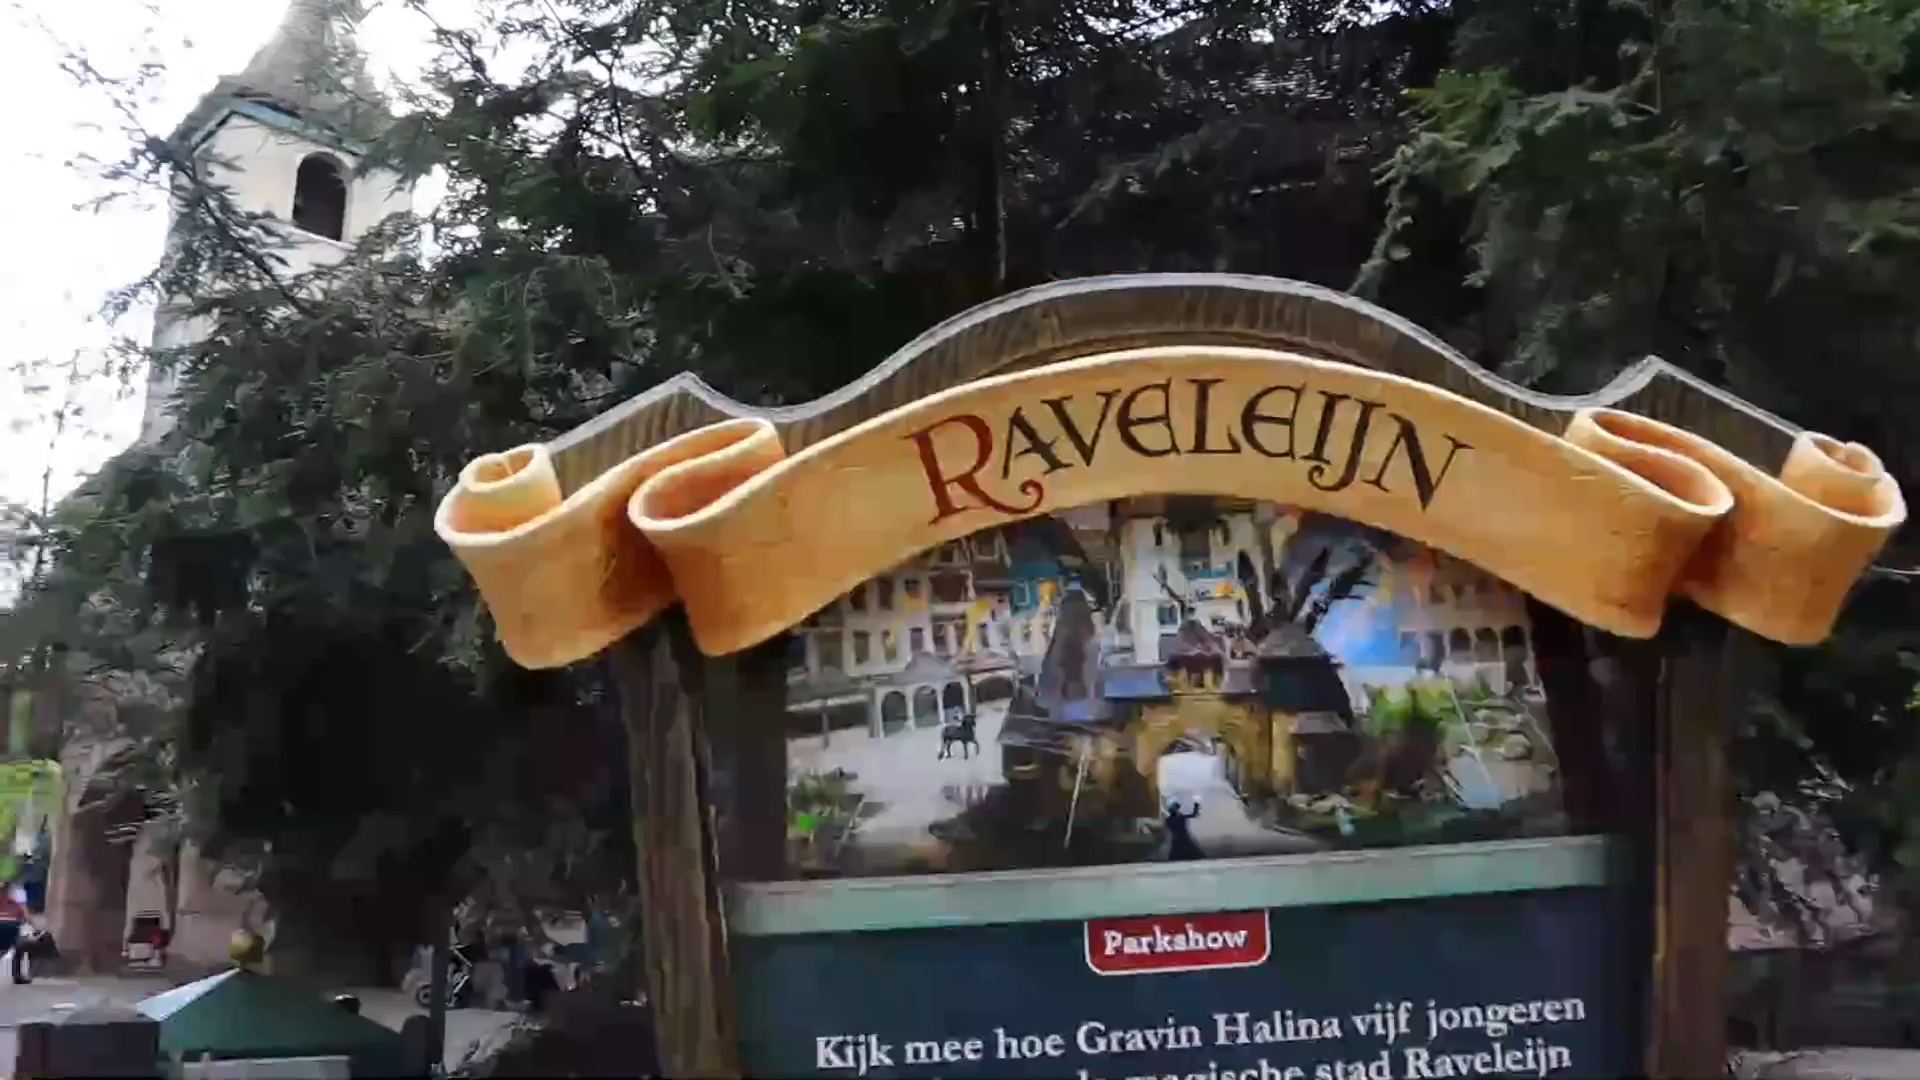 RAVELEIJN
Parkshow
Kijk mee hoe Gravin Halina vijf jongeren
magische stad Raveleijn